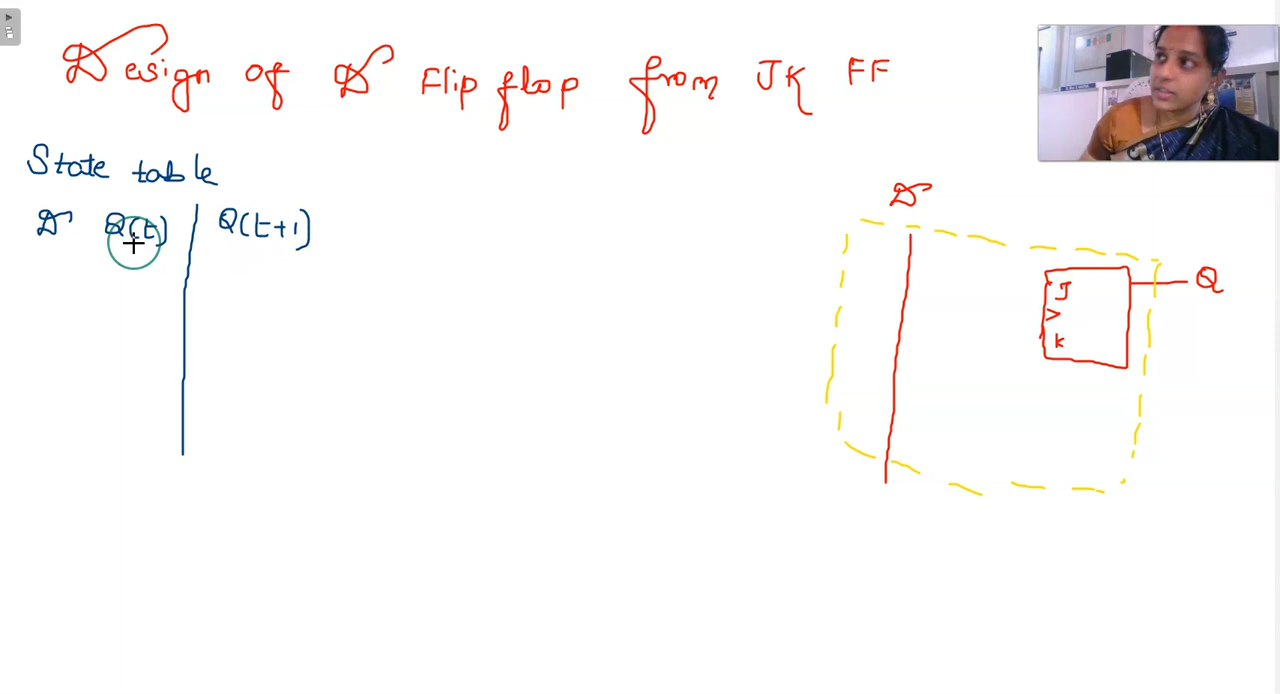 Design of D Flip flop from JK FF
State table
D Q(t) Q(t+1)
D
J
>
K
Q